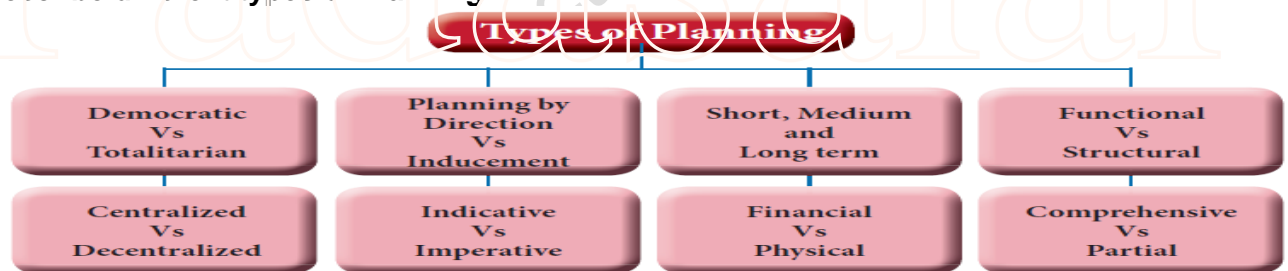 Types of Planning
Democratic
Vs
Totalitarian
Planning by
Direction
Vs
Inducement
Short, Medium
and
Long term
Functional
Vs
Structural
Centralized
Vs
Decentralized
Indicative
Vs
Imperative
Financial
Vs
Physical
Comprehensive
Vs
Partial